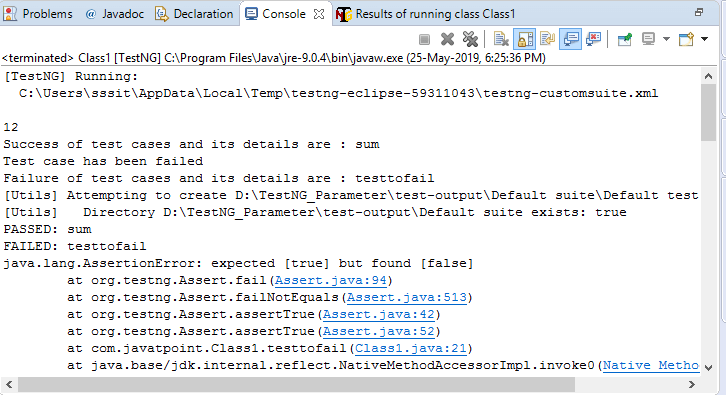 Problems @ Javadoc Declaration Console Results of running class Class1
<terminated> Class1 [TestNG] C:\Program Files\Java\jre-9.0.4\bin\javaw.exe (25-May-2019, 6:25:36 PM)
[TestNG] Running:
C:\Users\sssit\AppData\Local\Temp\testng-eclipse-59311043\testng-customsuite.xml
12
Success of test cases and its details are : sum
Test case has been failed
Failure of test cases and its details are : testtofail
[Utils] Attempting to create D:\TestNG_Parameter\test-output\Default suite\Default test
[Utils]   Directory D:\TestNG_Parameter\test-output\Default suite exists: true
PASSED: sum
FAILED: testtofail
java.lang.AssertionError: expected [true] but found [false]
at org.testng.Assert.fail(Assert.java:94)
at org.testng.Assert.failNotEquals(Assert.java:513)
at org.testng.Assert.assertTrue(Assert.java:42)
at org.testng.Assert.assertTrue(Assert.java:52)
at com.javatpoint.Class1.testtofail(Class1.java:21)
at java.base/jdk.internal.reflect.NativeMethodAccessorImpl.invoke0(Native Metho